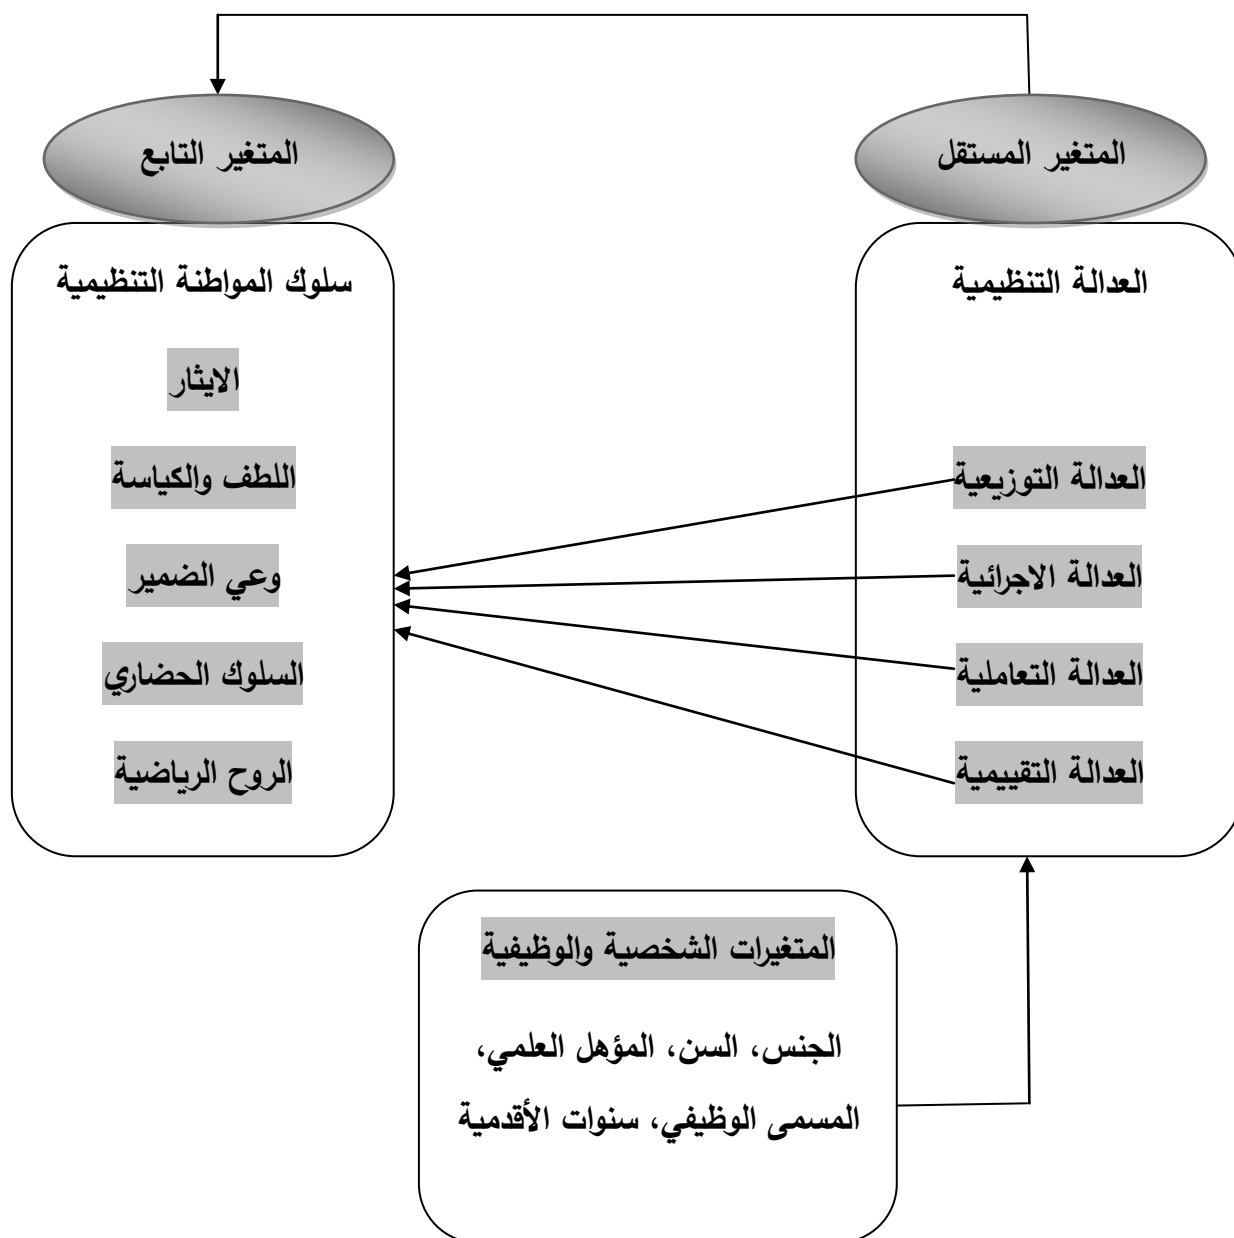 المتغير المستقل
المتغير التابع
العدالة التنظيمية
العدالة التوزيعية
العدالة الاجرائية
العدالة التعاملية
العدالة التقييمية
سلوك المواطنة التنظيمية
الايثار
اللطف والكياسة
وعي الضمير
السلوك الحضاري
الروح الرياضية
المتغيرات الشخصية والوظيفية
الجنس، السن، المؤهل العلمي،
المسمى الوظيفي، سنوات الأقدمية